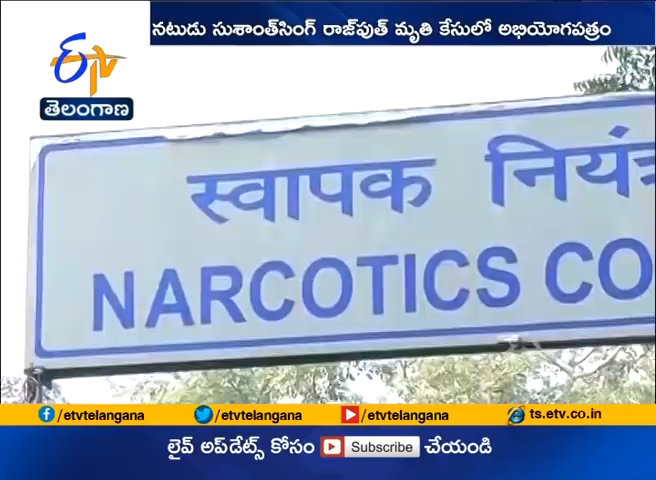 నటుడు సుశాంత్‌సింగ్ రాజ్‌పుత్ మృతి కేసులో అభియోగపత్రం
ETV
తెలంగాణ
स्वापक नियंत्र
NARCOTICS CO
/etvtelangana /etvtelangana /etvtelangana ts.etv.co.in
లైవ్ అప్‌డేట్స్ కోసం Subscribe చేయండి